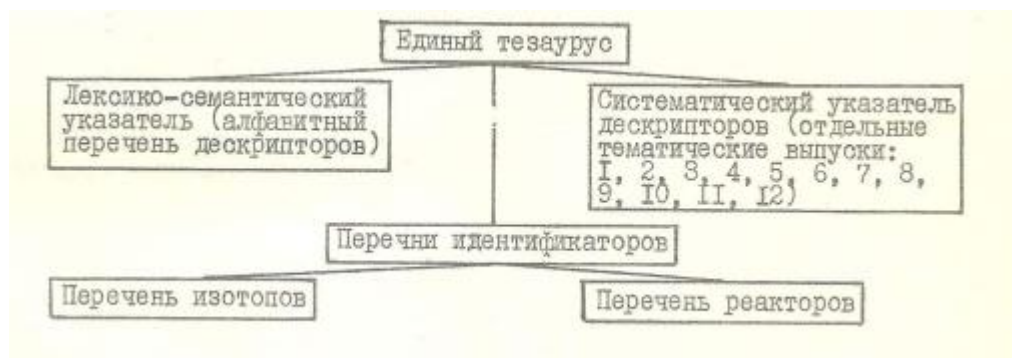 Единый тезаурус
Лексико-семантический
указатель (алфавитный
перечень дескрипторов)
Систематический указатель
дескрипторов (отдельные
тематические выпуски:
I, 2, 3, 4, 5, 6, 7, 8,
9, I0, II, I2)
Перечни идентификаторов
Перечень изотопов
Перечень реакторов